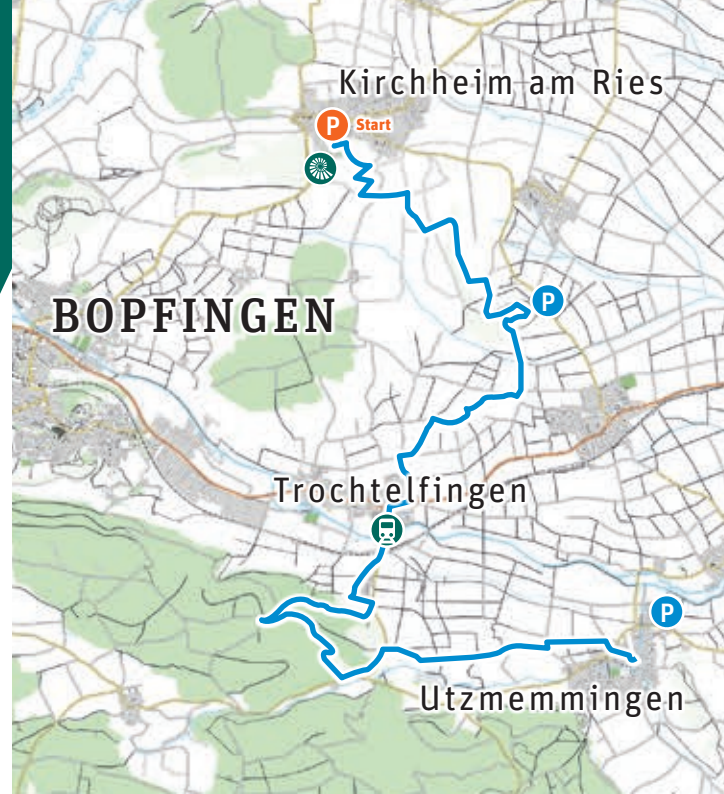 Kirchheim am Ries
P Start
P
BOPFINGEN
Trochtelfingen
P
Utzmemmingen